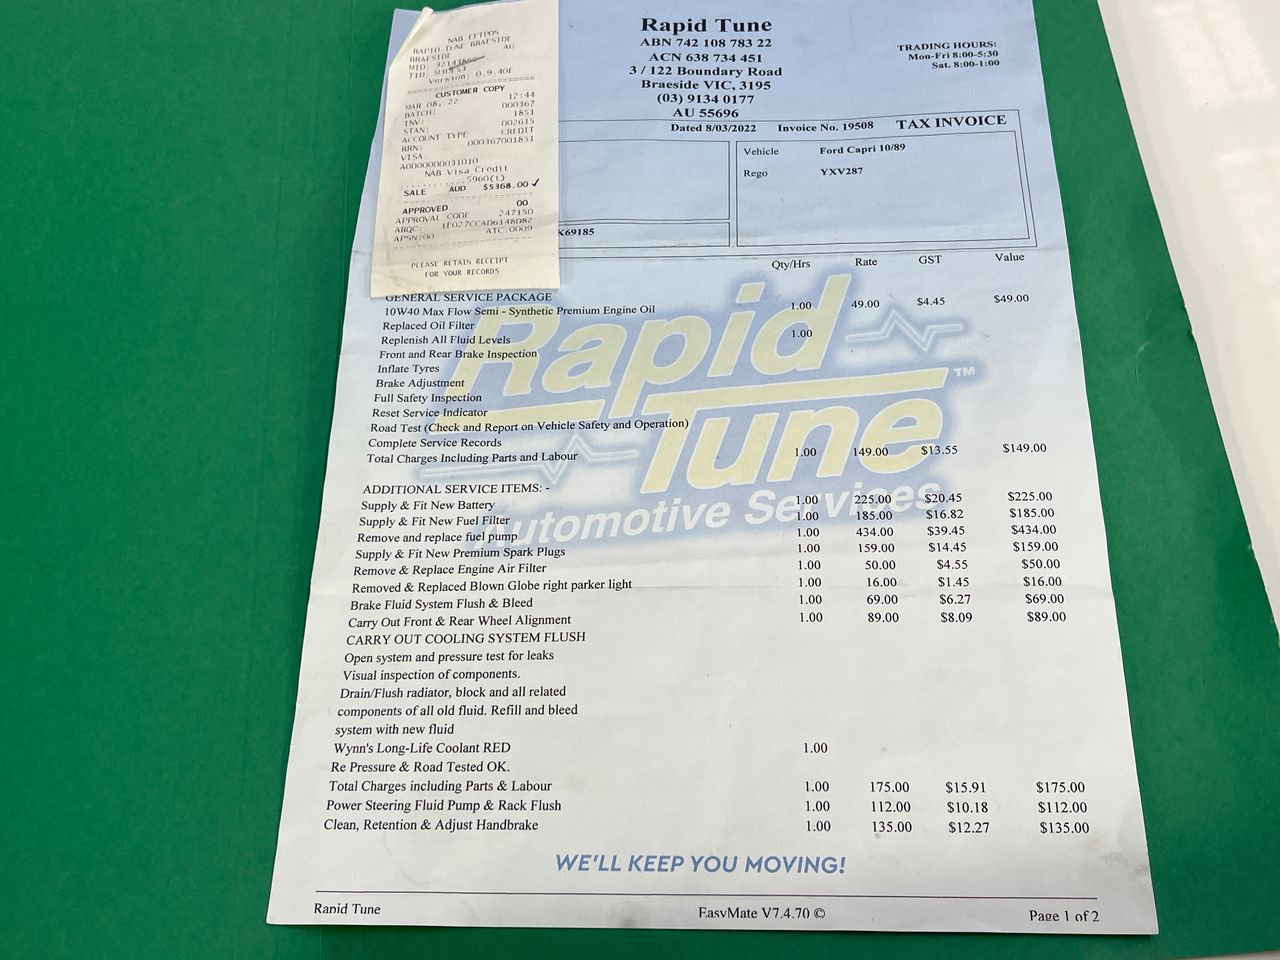 NAB EFTPOS
RAPID TUNE BRAESIDE
BRAESIDE AU
MID:
TID:
Version: 0.9.40E
CUSTOMER COPY
MAR 08, 22 12:44
BATCH: 000367
INV: 1851
STAN: 002615
ACCOUNT TYPE CREDIT
RRN: 000367001851
VISA
A0000000031010
NAB Visa Credit
............5960(t)
SALE AUD $5368.00 ✓
APPROVED 00
APPROVAL CODE 247150
ARQC: 1E027CCAD6148D82
APSN:00 ATC:0009
PLEASE RETAIN RECEIPT
FOR YOUR RECORDS
Rapid Tune
ABN 742 108 783 22
ACN 638 734 451
3 / 122 Boundary Road
Braeside VIC, 3195
(03) 9134 0177
AU 55696
TRADING HOURS:
Mon-Fri 8:00-5:30
Sat. 8:00-1:00
Dated 8/03/2022 Invoice No. 19508 TAX INVOICE
Vehicle Ford Capri 10/89
Rego YXV287
K69185
Qty/Hrs Rate GST Value
GENERAL SERVICE PACKAGE
10W40 Max Flow Semi - Synthetic Premium Engine Oil 1.00 49.00 $4.45 $49.00
Replaced Oil Filter 1.00
Replenish All Fluid Levels
Front and Rear Brake Inspection
Inflate Tyres
Brake Adjustment
Full Safety Inspection
Reset Service Indicator
Road Test (Check and Report on Vehicle Safety and Operation)
Complete Service Records
Total Charges Including Parts and Labour 1.00 149.00 $13.55 $149.00
Rapid Tune TM
Automotive Services
ADDITIONAL SERVICE ITEMS: -
Supply & Fit New Battery 1.00 225.00 $20.45 $225.00
Supply & Fit New Fuel Filter 1.00 185.00 $16.82 $185.00
Remove and replace fuel pump 1.00 434.00 $39.45 $434.00
Supply & Fit New Premium Spark Plugs 1.00 159.00 $14.45 $159.00
Remove & Replace Engine Air Filter 1.00 50.00 $4.55 $50.00
Removed & Replaced Blown Globe right parker light 1.00 16.00 $1.45 $16.00
Brake Fluid System Flush & Bleed 1.00 69.00 $6.27 $69.00
Carry Out Front & Rear Wheel Alignment 1.00 89.00 $8.09 $89.00
CARRY OUT COOLING SYSTEM FLUSH
Open system and pressure test for leaks
Visual inspection of components.
Drain/Flush radiator, block and all related
components of all old fluid. Refill and bleed
system with new fluid
Wynn's Long-Life Coolant RED 1.00
Re Pressure & Road Tested OK.
Total Charges including Parts & Labour 1.00 175.00 $15.91 $175.00
Power Steering Fluid Pump & Rack Flush 1.00 112.00 $10.18 $112.00
Clean, Retention & Adjust Handbrake 1.00 135.00 $12.27 $135.00
WE'LL KEEP YOU MOVING!
Rapid Tune EasyMate V7.4.70 © Page 1 of 2